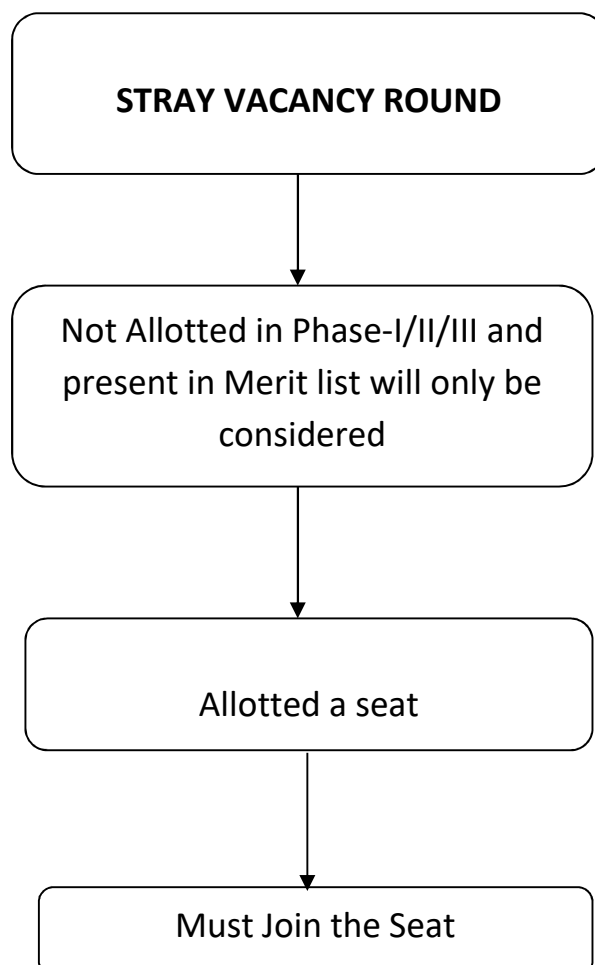 STRAY VACANCY ROUND
Not Allotted in Phase-I/II/III and
present in Merit list will only be
considered
Allotted a seat
Must Join the Seat